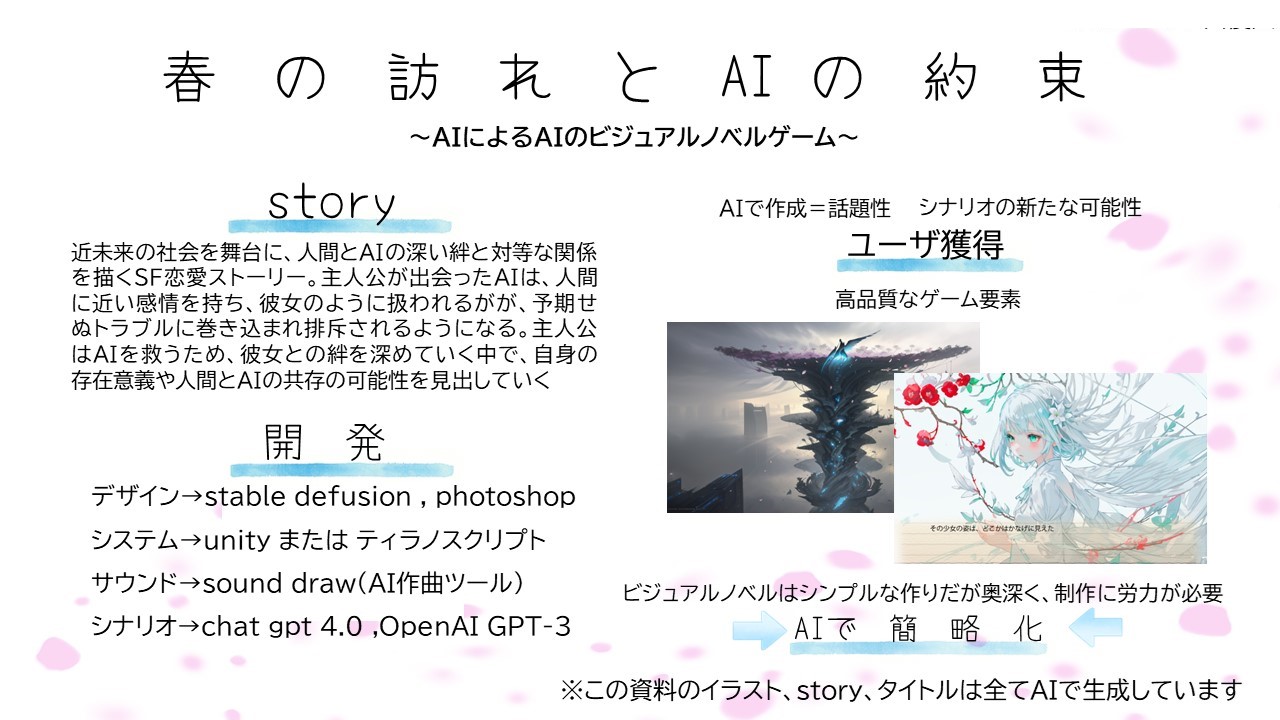 春の訪れとAIの約束
～AIによるAIのビジュアルノベルゲーム～
story
近未来の社会を舞台に、人間とAIの深い絆と対等な関係
を描くSF恋愛ストーリー。主人公が出会ったAIは、人間
に近い感情を持ち、彼女のように扱われるがが、予期せ
ぬトラブルに巻き込まれ排斥されるようになる。主人公
はAIを救うため、彼女との絆を深めていく中で、自身の
存在意義や人間とAIの共存の可能性を見出していく
開発
デザイン→stable defusion , photoshop
システム→unity または ティラノスクリプト
サウンド→sound draw(AI作曲ツール)
シナリオ→chat gpt 4.0 ,OpenAI GPT-3
AIで作成＝話題性 シナリオの新たな可能性
ユーザ獲得
高品質なゲーム要素
その少女の姿は、どこかはかなげに見えた
ビジュアルノベルはシンプルな作りだが奥深く、制作に労力が必要
AIで 簡略化
※この資料のイラスト、story、タイトルは全てAIで生成しています